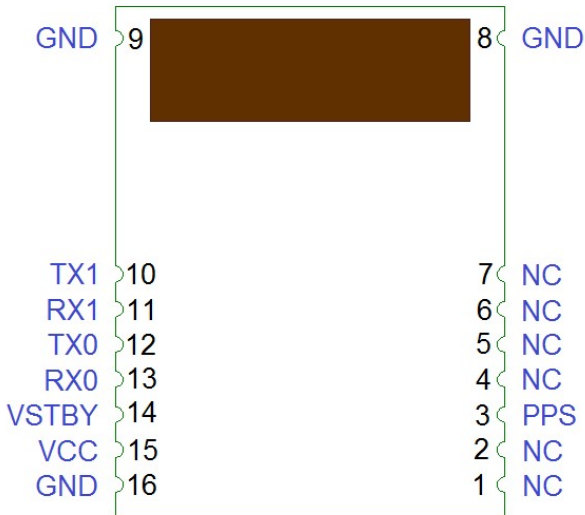 GND 9 8 GND
TX1 10 7 NC
RX1 11 6 NC
TX0 12 5 NC
RX0 13 4 NC
VSTBY 14 3 PPS
VCC 15 2 NC
GND 16 1 NC